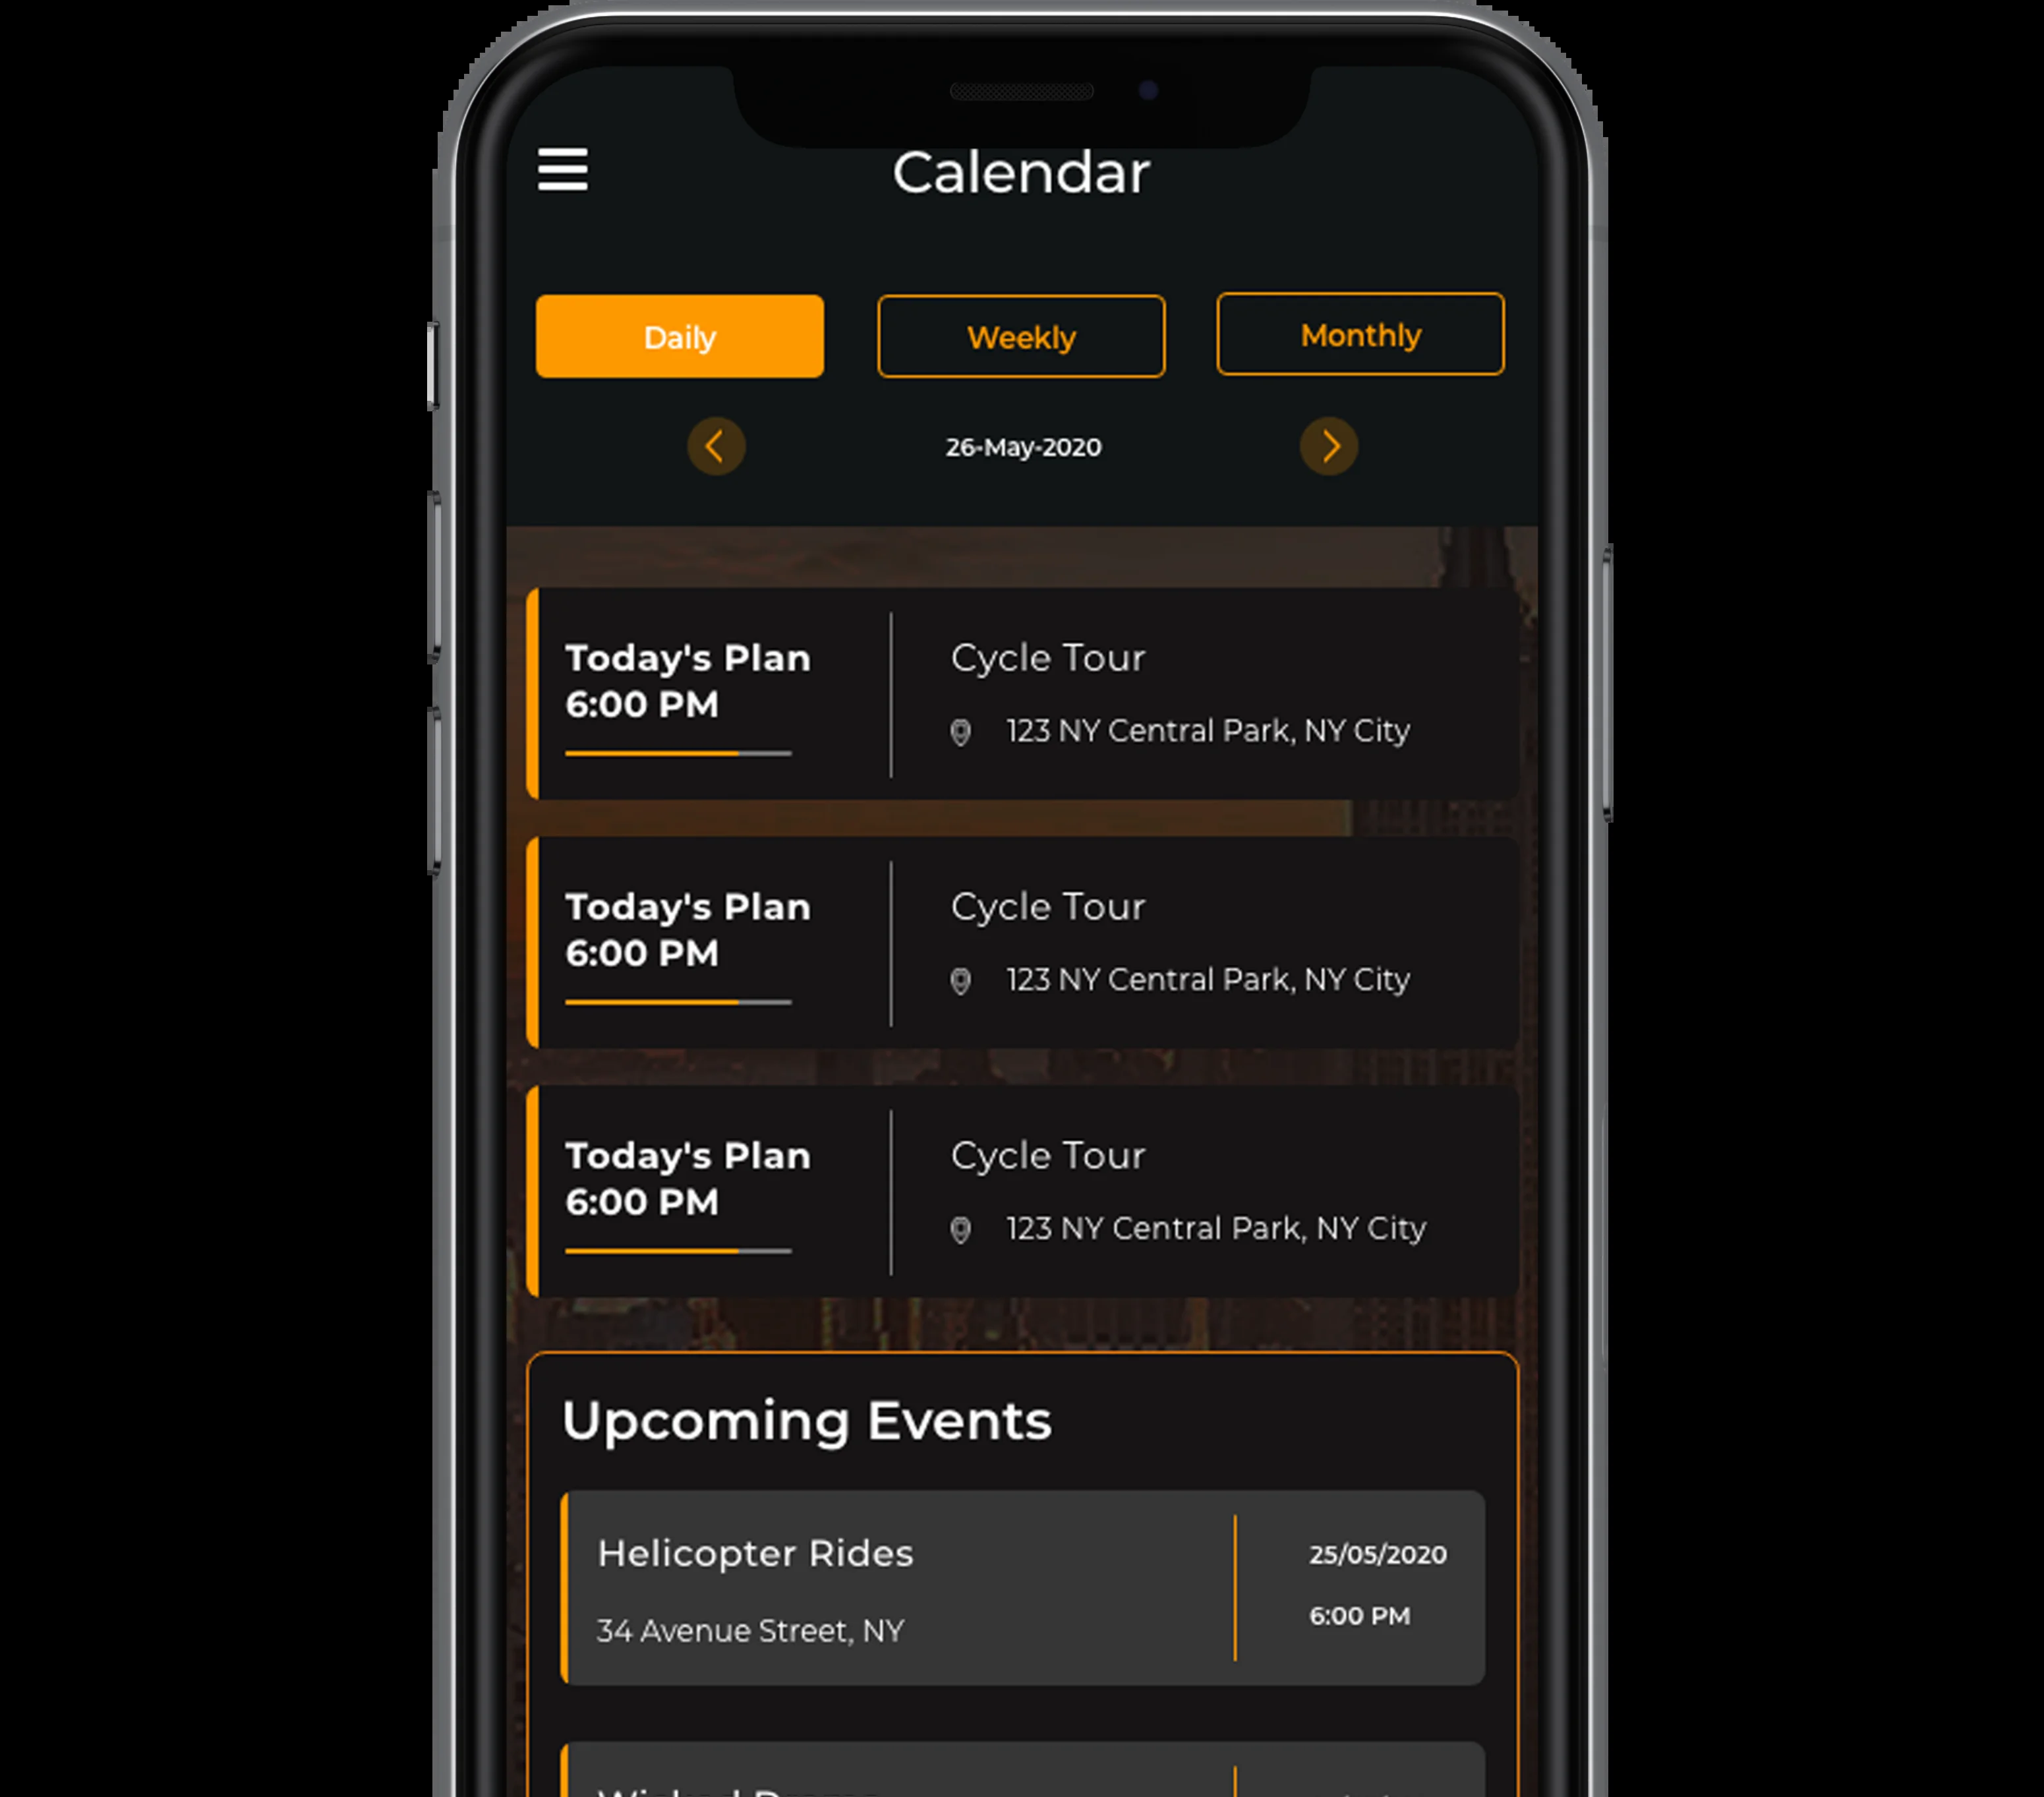 Calendar
Daily
Weekly
Monthly
26-May-2020
Today's Plan
6:00 PM
Cycle Tour
123 NY Central Park, NY City
Today's Plan
6:00 PM
Cycle Tour
123 NY Central Park, NY City
Today's Plan
6:00 PM
Cycle Tour
123 NY Central Park, NY City
Upcoming Events
Helicopter Rides
34 Avenue Street, NY
25/05/2020
6:00 PM